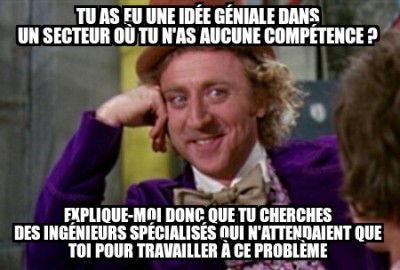 TU AS EU UNE IDÉE GÉNIALE DANS
UN SECTEUR OÙ TU N'AS AUCUNE COMPÉTENCE ?
EXPLIQUE-MOI DONC QUE TU CHERCHES
DES INGÉNIEURS SPÉCIALISÉS QUI N'ATTENDAIENT QUE
TOI POUR TRAVAILLER À CE PROBLÈME